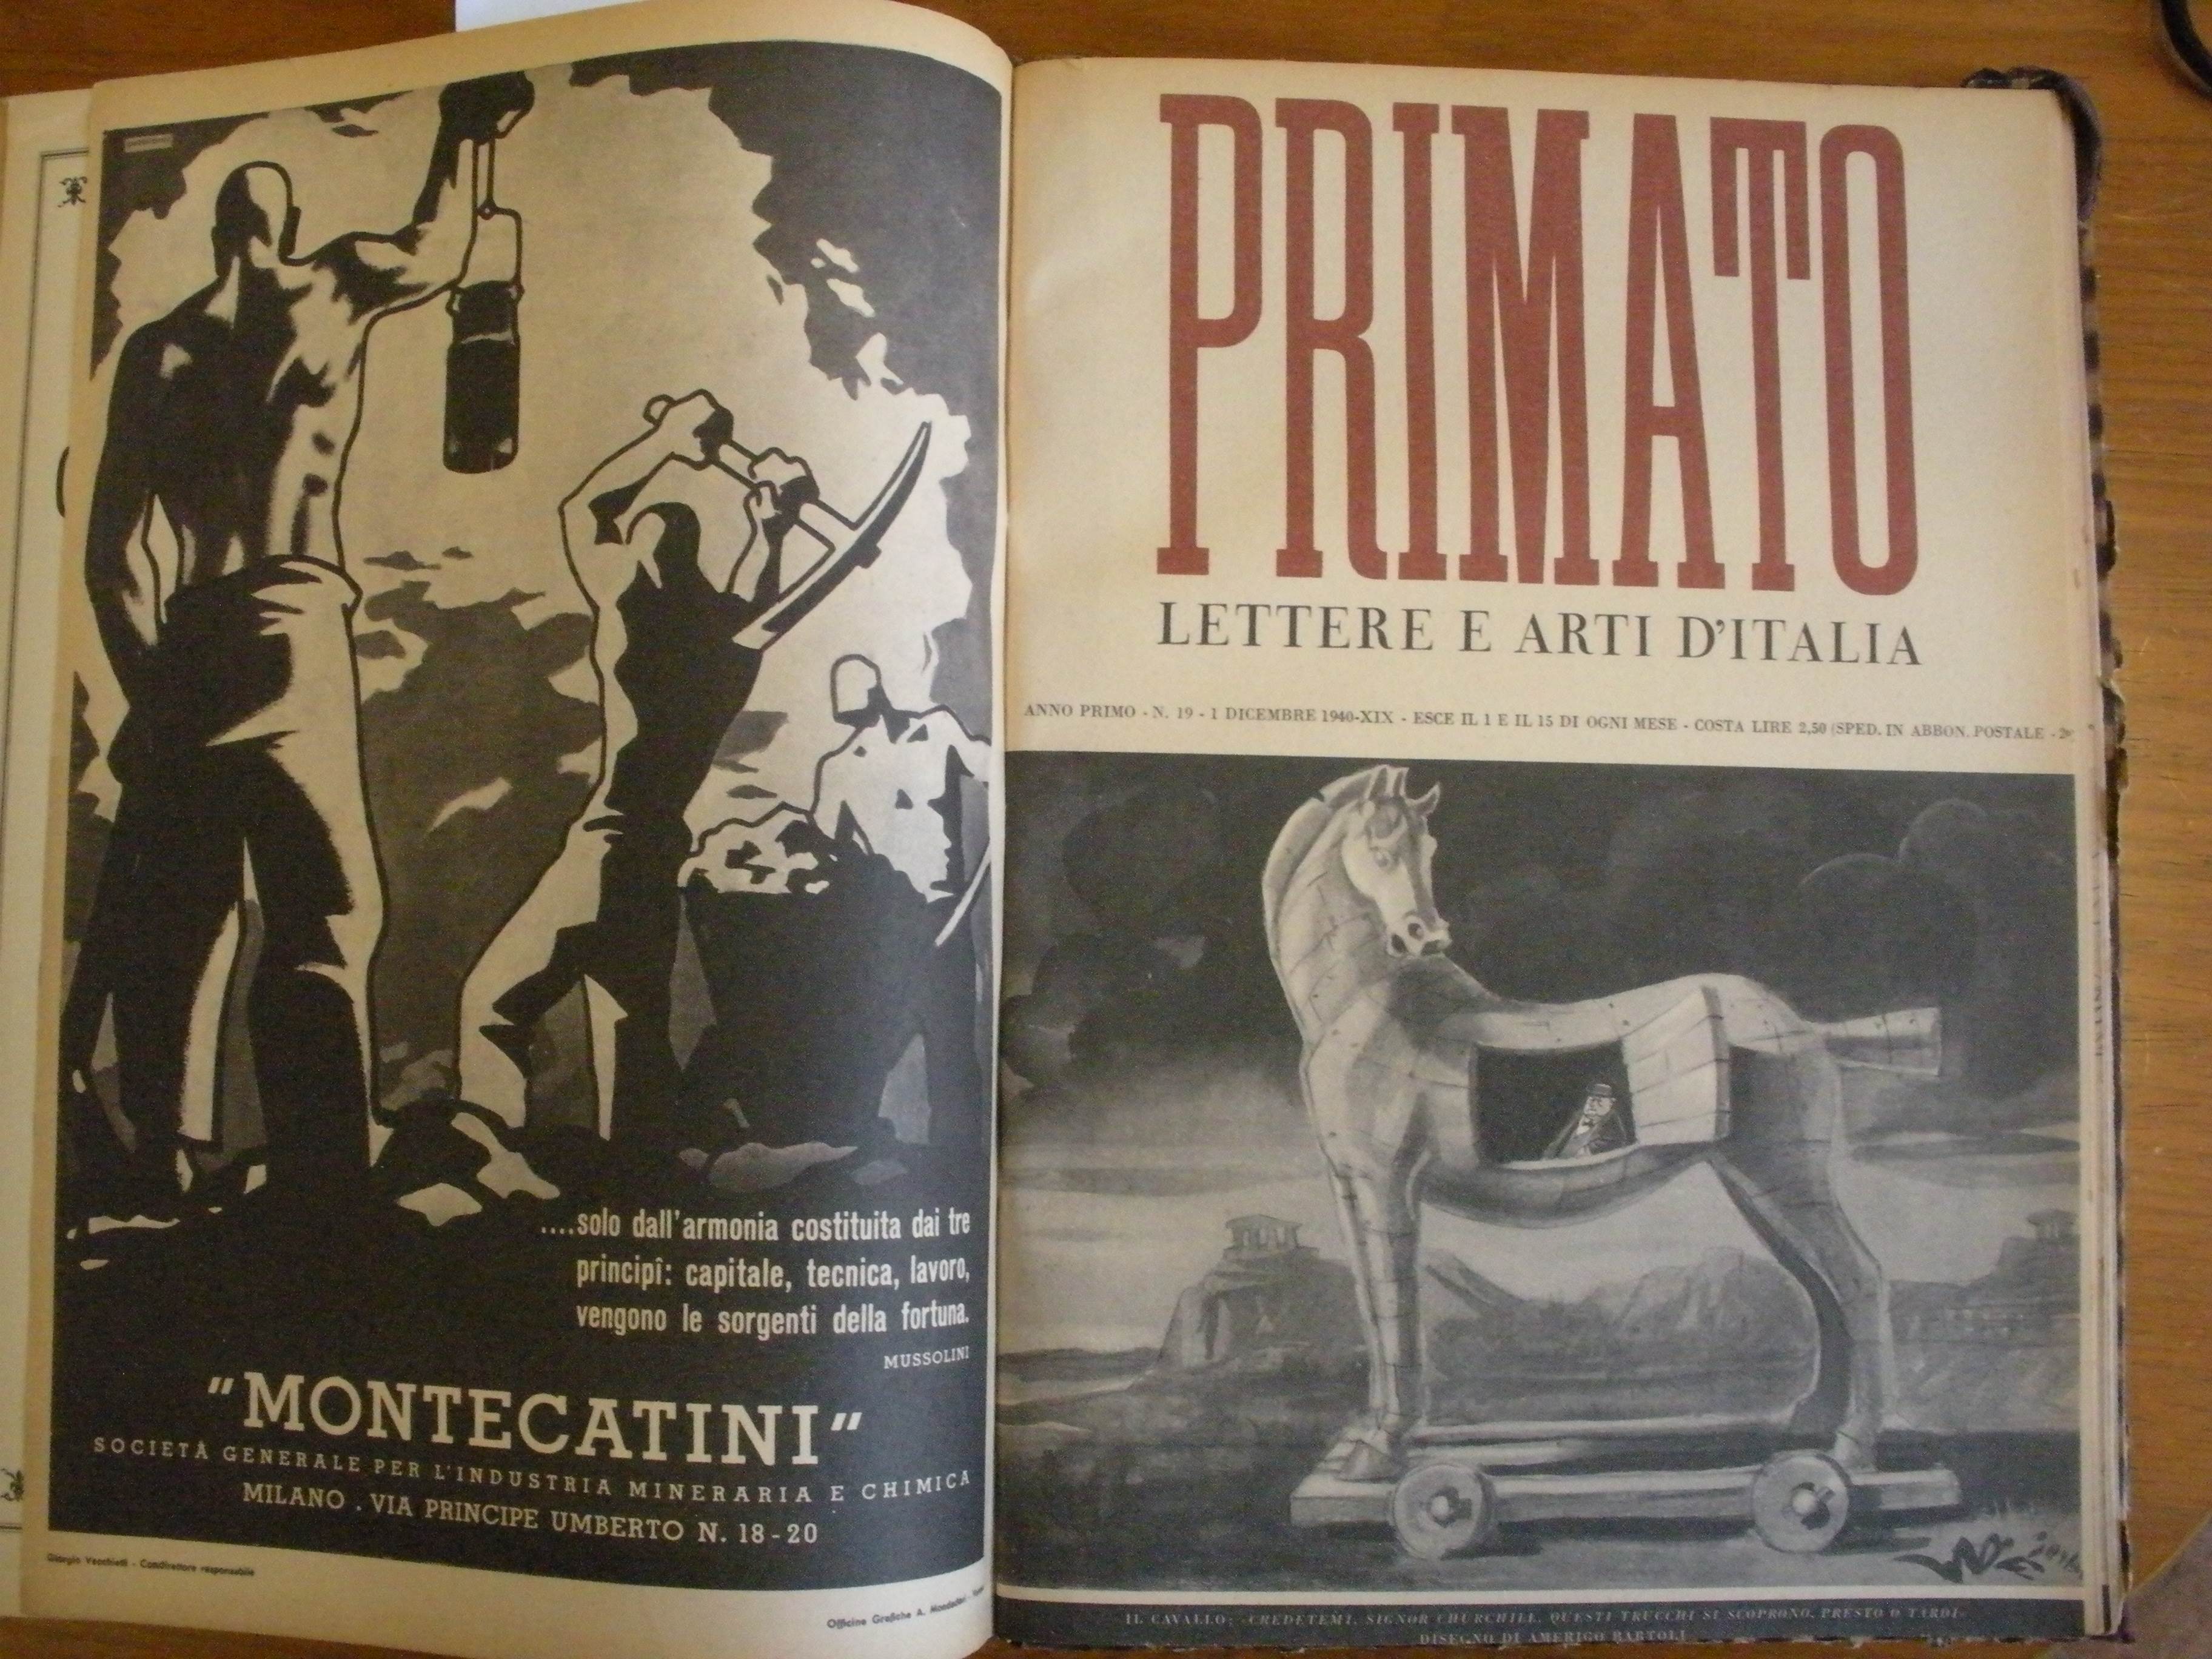 ....solo dall'armonia costituita dai tre
principî: capitale, tecnica, lavoro,
vengono le sorgenti della fortuna.
MUSSOLINI
"MONTECATINI"
SOCIETÀ GENERALE PER L'INDUSTRIA MINERARIA E CHIMICA
MILANO . VIA PRINCIPE UMBERTO N. 18-20
Giorgio Vecchietti - Condirettore responsabile
Officine Grafiche A. Mondadori -
PRIMATO
LETTERE E ARTI D'ITALIA
ANNO PRIMO - N. 19 - 1 DICEMBRE 1940-XIX - ESCE IL 1 E IL 15 DI OGNI MESE - COSTA LIRE 2,50 (SPED. IN ABBON. POSTALE - 2°
IL CAVALLO: -CREDETEMI, SIGNOR CHURCHILL, QUESTI TRUCCHI SI SCOPRONO, PRESTO O TARDI-
DISEGNO DI AMERIGO BARTOLI